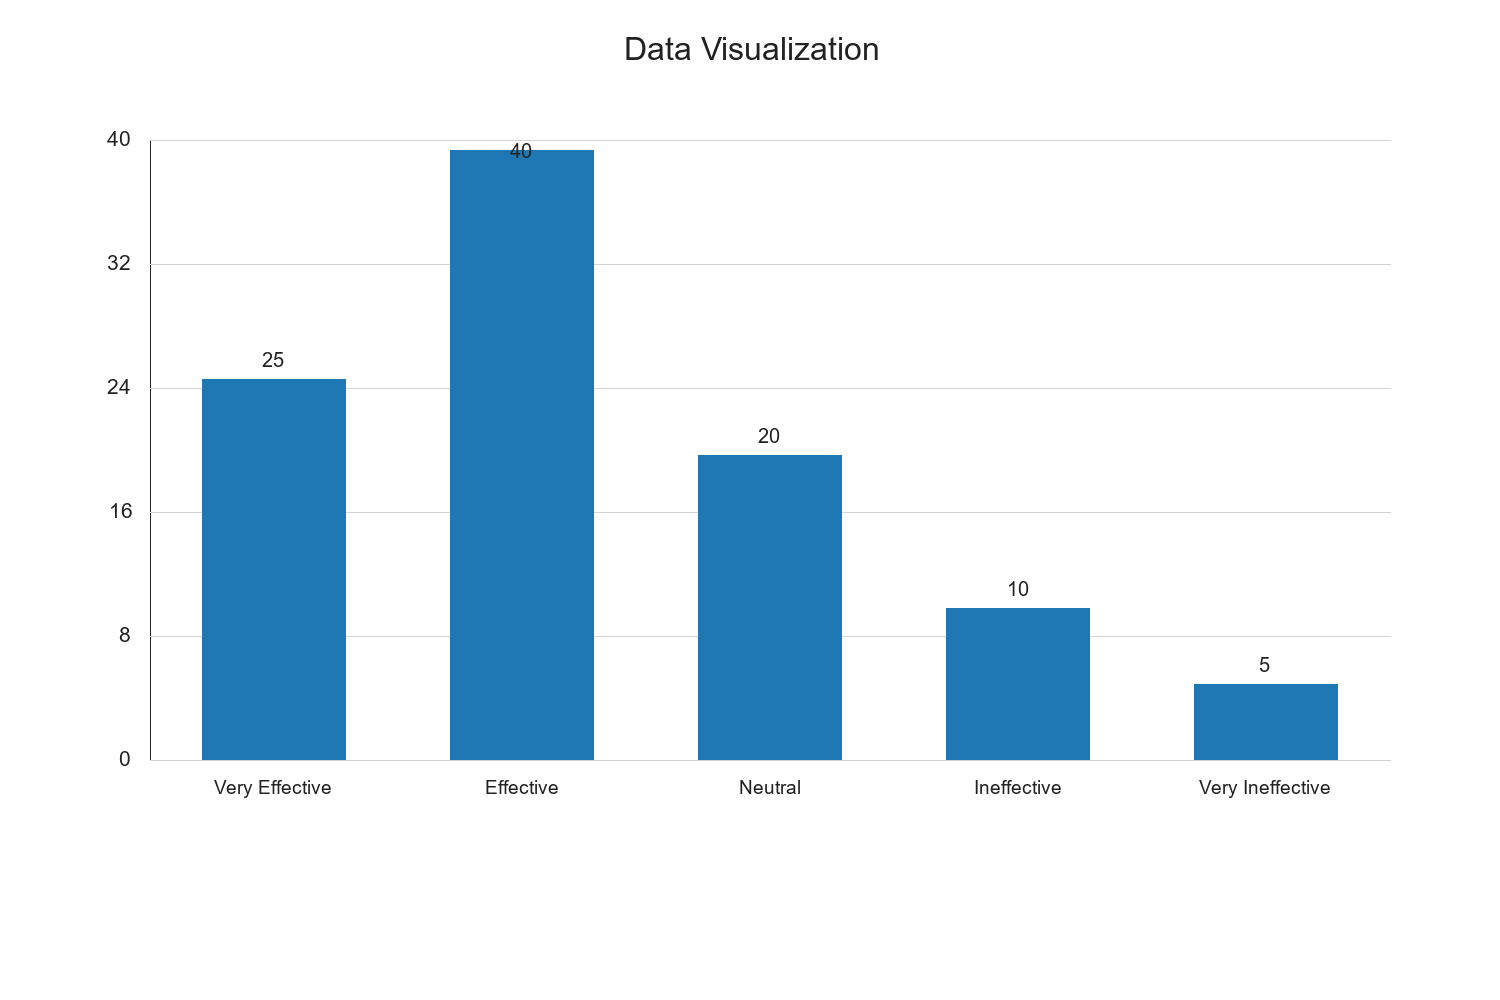 Data Visualization
40
40
32
25
24
20
16
10
8
5
0
Very Effective
Effective
Neutral
Ineffective
Very Ineffective